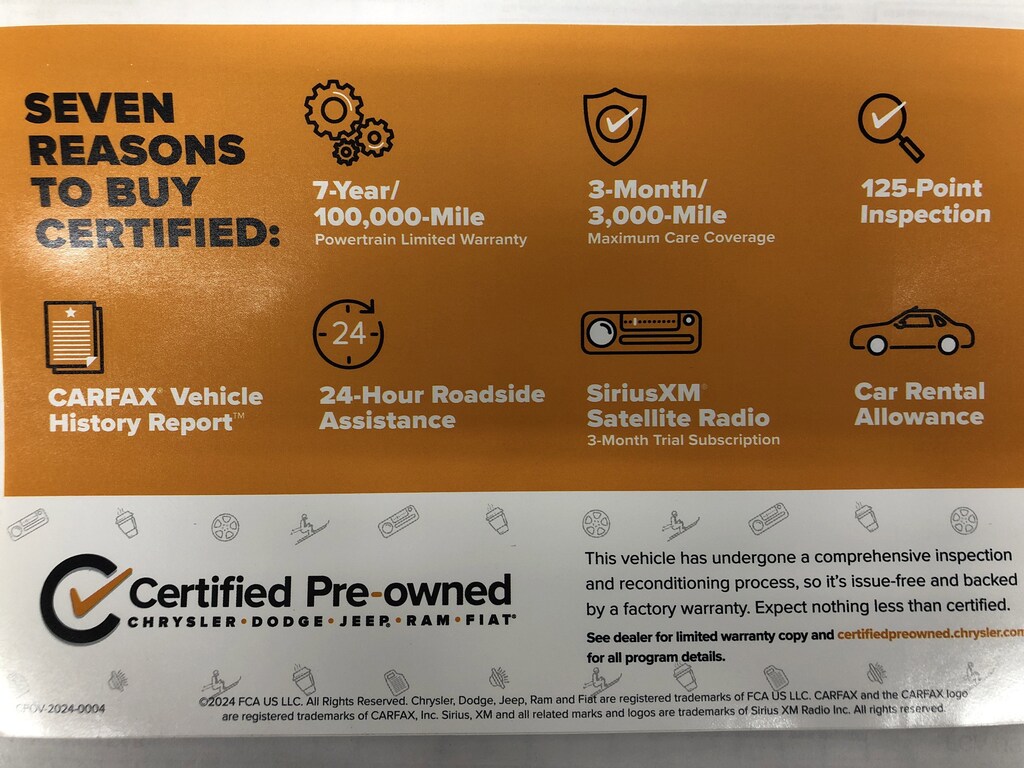 SEVEN
REASONS
TO BUY
CERTIFIED:
7-Year/
100,000-Mile
Powertrain Limited Warranty
3-Month/
3,000-Mile
Maximum Care Coverage
125-Point
Inspection
CARFAX® Vehicle
History Report™
24
24-Hour Roadside
Assistance
SiriusXM®
Satellite Radio
3-Month Trial Subscription
Car Rental
Allowance
Certified Pre-owned
CHRYSLER • DODGE • JEEP® • RAM • FIAT®
This vehicle has undergone a comprehensive inspection
and reconditioning process, so it's issue-free and backed
by a factory warranty. Expect nothing less than certified.
See dealer for limited warranty copy and certifiedpreowned.chrysler.com
for all program details.
CPOV-2024-0004
©2024 FCA US LLC. All Rights Reserved. Chrysler, Dodge, Jeep, Ram and Fiat are registered trademarks of FCA US LLC. CARFAX and the CARFAX logo
are registered trademarks of CARFAX, Inc. Sirius, XM and all related marks and logos are trademarks of Sirius XM Radio Inc. All rights reserved.